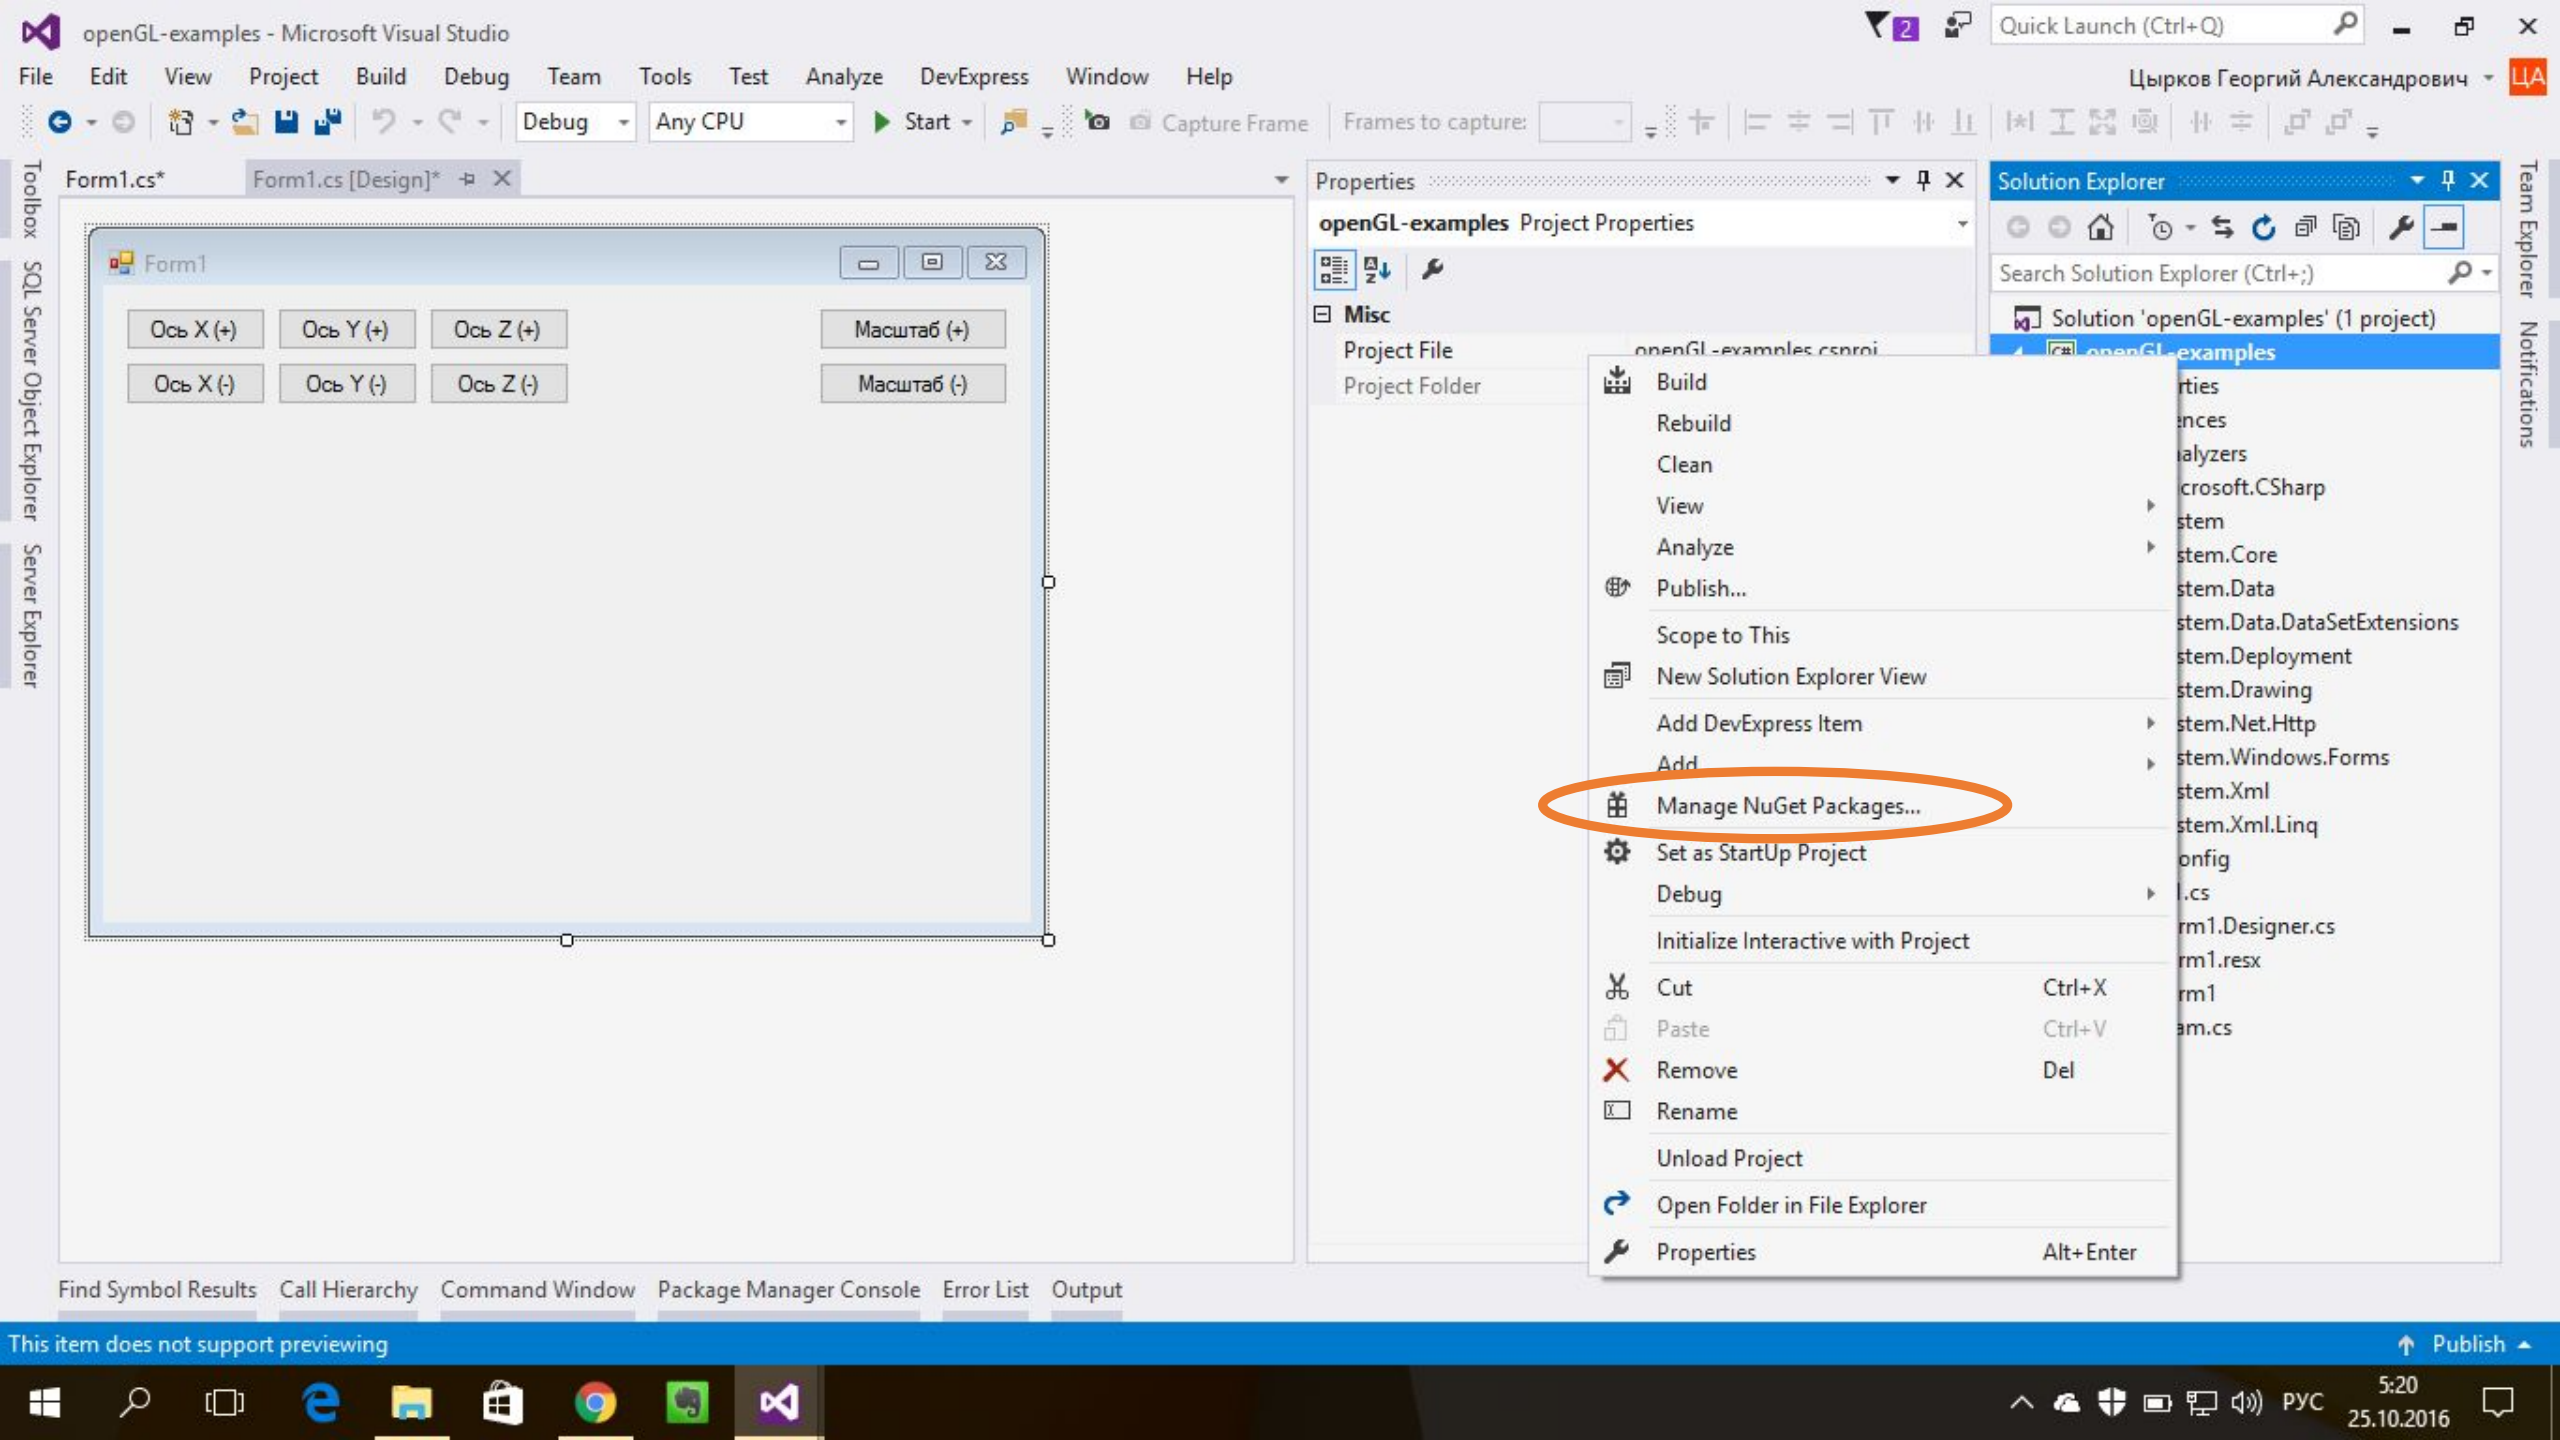 openGL-examples - Microsoft Visual Studio
2
Quick Launch (Ctrl+Q)
File Edit View Project Build Debug Team Tools Test Analyze DevExpress Window Help
Цырков Георгий Александрович
ЦА
Debug Any CPU Start Capture Frame Frames to capture:
Toolbox
SQL Server Object Explorer
Server Explorer
Form1.cs* Form1.cs [Design]*
Form1
Ось X (+) Ось Y (+) Ось Z (+) Масштаб (+)
Ось X (-) Ось Y (-) Ось Z (-) Масштаб (-)
Properties
openGL-examples Project Properties
Misc
Project File openGL-examples.csproj
Project Folder
Build
Rebuild
Clean
View
Analyze
Publish...
Scope to This
New Solution Explorer View
Add DevExpress Item
Add
Manage NuGet Packages...
Set as StartUp Project
Debug
Initialize Interactive with Project
Cut Ctrl+X
Paste Ctrl+V
Remove Del
Rename
Unload Project
Open Folder in File Explorer
Properties Alt+Enter
Solution Explorer
Search Solution Explorer (Ctrl+;)
Solution 'openGL-examples' (1 project)
C# openGL-examples
rties
ences
alyzers
crosoft.CSharp
stem
stem.Core
stem.Data
stem.Data.DataSetExtensions
stem.Deployment
stem.Drawing
stem.Net.Http
stem.Windows.Forms
stem.Xml
stem.Xml.Linq
onfig
.cs
rm1.Designer.cs
rm1.resx
rm1
am.cs
Team Explorer
Notifications
Find Symbol Results Call Hierarchy Command Window Package Manager Console Error List Output
This item does not support previewing
Publish
РУС
5:20
25.10.2016